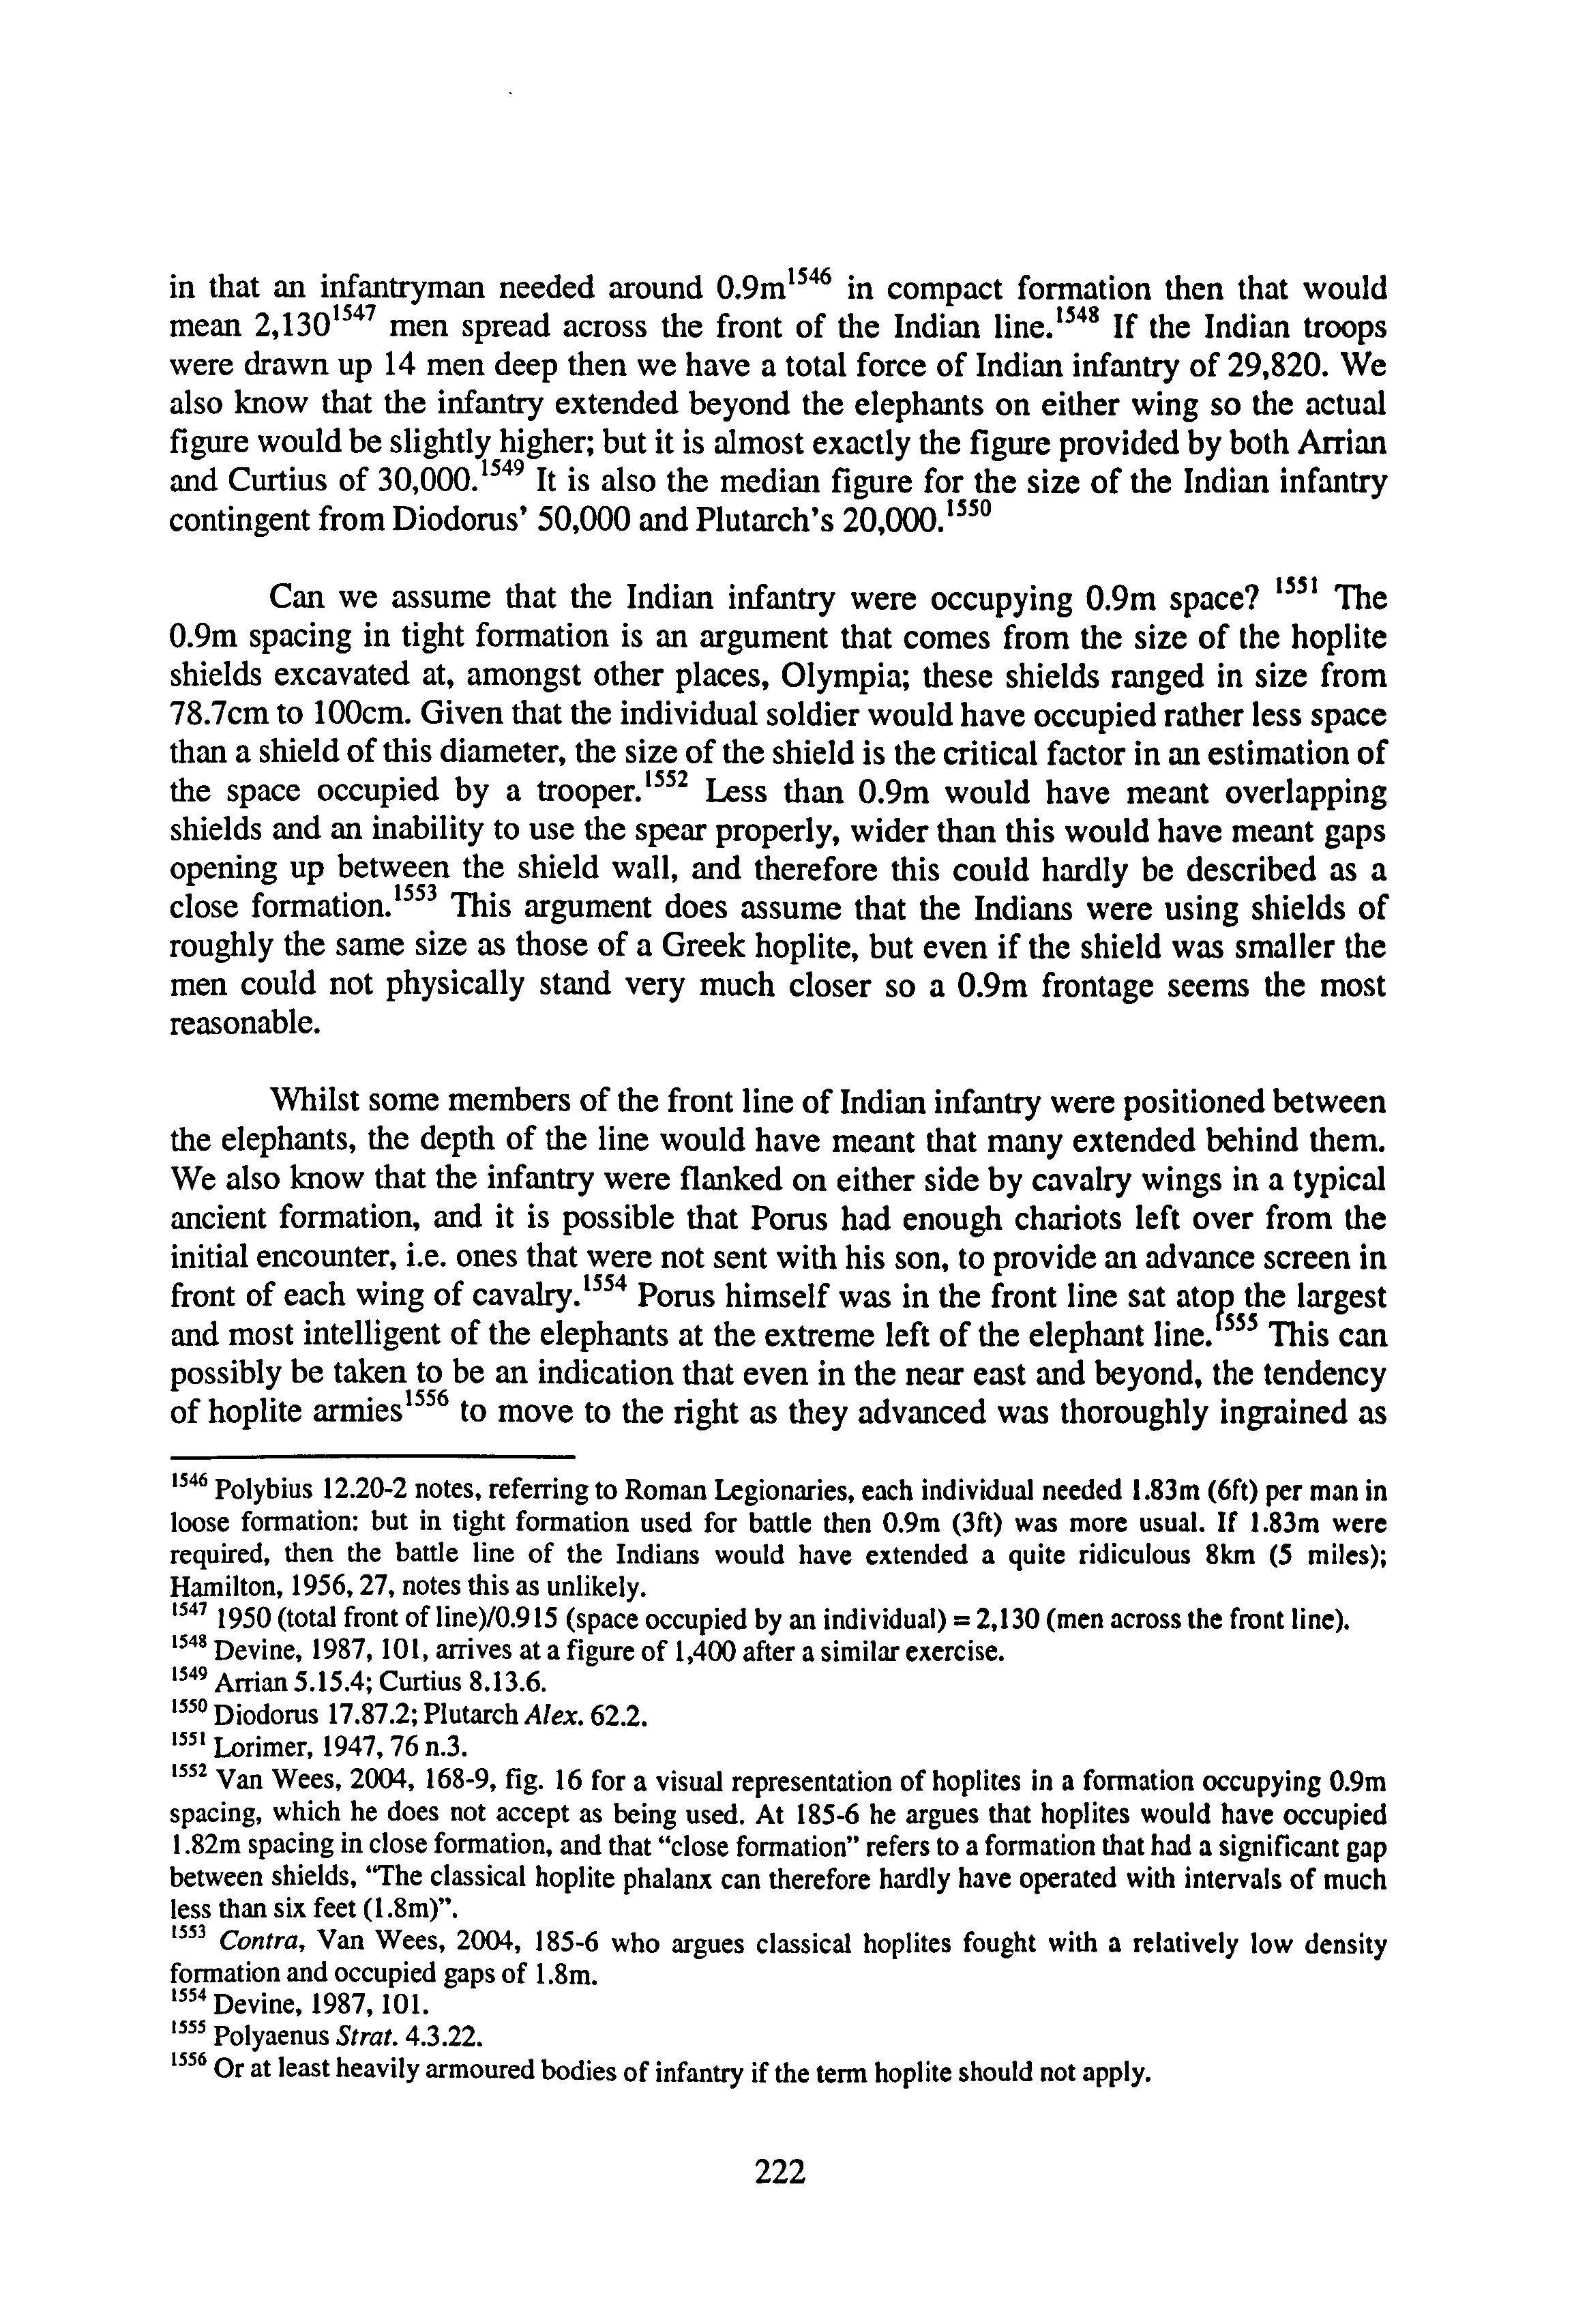 in that an infantryman needed around 0.9m1546 in compact formation then that would
mean 2,1301547 men spread across the front of the Indian line.1548 If the Indian troops
were drawn up 14 men deep then we have a total force of Indian infantry of 29,820. We
also know that the infantry extended beyond the elephants on either wing so the actual
figure would be slightly higher; but it is almost exactly the figure provided by both Arrian
and Curtius of 30,000.1549 It is also the median figure for the size of the Indian infantry
contingent from Diodorus' 50,000 and Plutarch's 20,000.1550
Can we assume that the Indian infantry were occupying 0.9m space? 1551 The
0.9m spacing in tight formation is an argument that comes from the size of the hoplite
shields excavated at, amongst other places, Olympia; these shields ranged in size from
78.7cm to 100cm. Given that the individual soldier would have occupied rather less space
than a shield of this diameter, the size of the shield is the critical factor in an estimation of
the space occupied by a trooper.1552 Less than 0.9m would have meant overlapping
shields and an inability to use the spear properly, wider than this would have meant gaps
opening up between the shield wall, and therefore this could hardly be described as a
close formation.1553 This argument does assume that the Indians were using shields of
roughly the same size as those of a Greek hoplite, but even if the shield was smaller the
men could not physically stand very much closer so a 0.9m frontage seems the most
reasonable.
Whilst some members of the front line of Indian infantry were positioned between
the elephants, the depth of the line would have meant that many extended behind them.
We also know that the infantry were flanked on either side by cavalry wings in a typical
ancient formation, and it is possible that Porus had enough chariots left over from the
initial encounter, i.e. ones that were not sent with his son, to provide an advance screen in
front of each wing of cavalry.1554 Porus himself was in the front line sat atop the largest
and most intelligent of the elephants at the extreme left of the elephant line.1555 This can
possibly be taken to be an indication that even in the near east and beyond, the tendency
of hoplite armies1556 to move to the right as they advanced was thoroughly ingrained as
1546 Polybius 12.20-2 notes, referring to Roman Legionaries, each individual needed 1.83m (6ft) per man in
loose formation: but in tight formation used for battle then 0.9m (3ft) was more usual. If 1.83m were
required, then the battle line of the Indians would have extended a quite ridiculous 8km (5 miles);
Hamilton, 1956, 27, notes this as unlikely.
1547 1950 (total front of line)/0.915 (space occupied by an individual) = 2,130 (men across the front line).
1548 Devine, 1987, 101, arrives at a figure of 1,400 after a similar exercise.
1549 Arrian 5.15.4; Curtius 8.13.6.
1550 Diodorus 17.87.2; Plutarch Alex. 62.2.
1551 Lorimer, 1947, 76 n.3.
1552 Van Wees, 2004, 168-9, fig. 16 for a visual representation of hoplites in a formation occupying 0.9m
spacing, which he does not accept as being used. At 185-6 he argues that hoplites would have occupied
1.82m spacing in close formation, and that “close formation” refers to a formation that had a significant gap
between shields, “The classical hoplite phalanx can therefore hardly have operated with intervals of much
less than six feet (1.8m)”.
1553 Contra, Van Wees, 2004, 185-6 who argues classical hoplites fought with a relatively low density
formation and occupied gaps of 1.8m.
1554 Devine, 1987, 101.
1555 Polyaenus Strat. 4.3.22.
1556 Or at least heavily armoured bodies of infantry if the term hoplite should not apply.
222